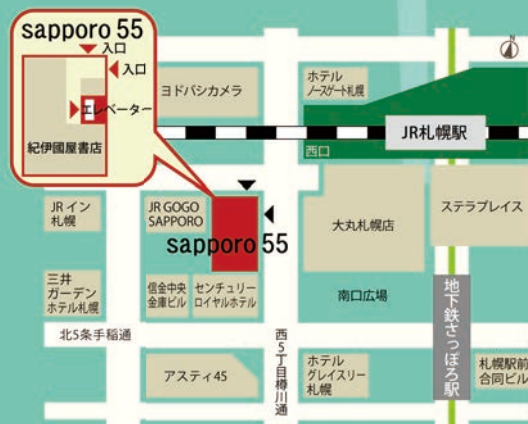 sapporo 55
入口
入口
エレベーター
紀伊國屋書店
ヨドバシカメラ
ホテル
ノースゲート札幌
N
JR札幌駅
西口
JRイン
札幌
JR GOGO
SAPPORO
sapporo 55
大丸札幌店
ステラプレイス
三井
ガーデン
ホテル札幌
信金中央
金庫ビル
センチュリー
ロイヤルホテル
南口広場
地下鉄さっぽろ駅
北5条手稲通
西5丁目樽川通
アスティ45
ホテル
グレイスリー
札幌
札幌駅前
合同ビル